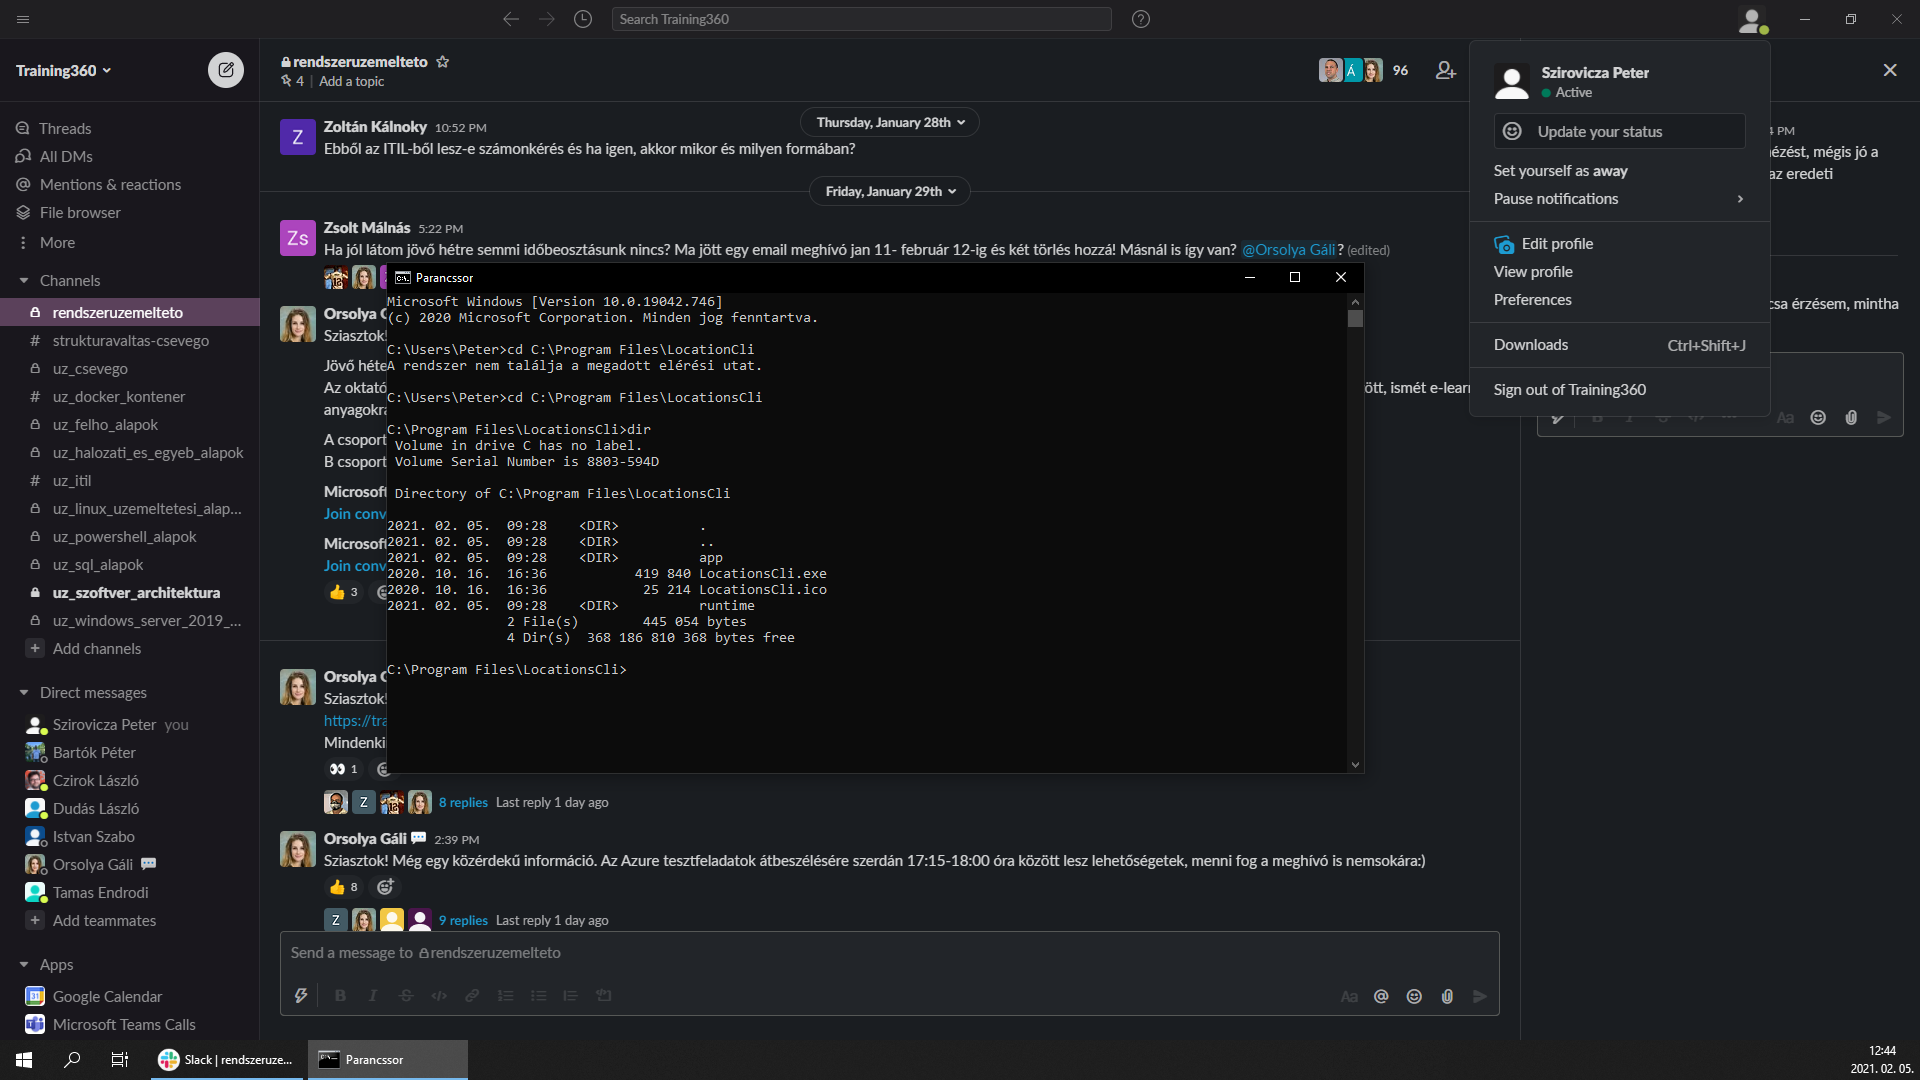 Search Training360
Training360
Threads
All DMs
Mentions & reactions
File browser
More
Channels
rendszeruzemelteto
# strukturavaltas-csevego
uz_csevego
# uz_docker_kontener
uz_felho_alapok
uz_halozati_es_egyeb_alapok
# uz_itil
uz_linux_uzemeltetesi_alap...
uz_powershell_alapok
uz_sql_alapok
uz_szoftver_architektura
uz_windows_server_2019_...
+ Add channels
Direct messages
Szirovicza Peter you
Bartók Péter
Czirok László
Dudás László
Istvan Szabo
Orsolya Gáli
Tamas Endrodi
+ Add teammates
Apps
Google Calendar
Microsoft Teams Calls
rendszeruzemelteto
4 | Add a topic
Á
96
Thursday, January 28th
Z
Zoltán Kálnoky 10:52 PM
Ebből az ITIL-ből lesz-e számonkérés és ha igen, akkor mikor és milyen formában?
Friday, January 29th
Zs
Zsolt Málnás 5:22 PM
Ha jól látom jövő hétre semmi időbeosztásunk nincs? Ma jött egy email meghívó jan 11- február 12-ig és két törlés hozzá! Másnál is így van? @Orsolya Gáli ? (edited)
Orsolya G
Sziasztok!
Jövő héte
Az oktató
ött, ismét e-learn
anyagokra
A csoport
B csoport
Microsoft
Join conv
Microsoft
Join conv
3
Parancssor
Microsoft Windows [Version 10.0.19042.746]
(c) 2020 Microsoft Corporation. Minden jog fenntartva.
C:\Users\Peter>cd C:\Program Files\LocationCli
A rendszer nem találja a megadott elérési utat.
C:\Users\Peter>cd C:\Program Files\LocationsCli
C:\Program Files\LocationsCli>dir
Volume in drive C has no label.
Volume Serial Number is 8803-594D
Directory of C:\Program Files\LocationsCli
2021. 02. 05. 09:28 <DIR> .
2021. 02. 05. 09:28 <DIR> ..
2021. 02. 05. 09:28 <DIR> app
2020. 10. 16. 16:36 419 840 LocationsCli.exe
2020. 10. 16. 16:36 25 214 LocationsCli.ico
2021. 02. 05. 09:28 <DIR> runtime
2 File(s) 445 054 bytes
4 Dir(s) 368 186 810 368 bytes free
C:\Program Files\LocationsCli>
Orsolya G
Sziasztok!
https://tra
Mindenki
1
Z
8 replies Last reply 1 day ago
Orsolya Gáli 2:39 PM
Sziasztok! Még egy közérdekű információ. Az Azure tesztfeladatok átbeszélésére szerdán 17:15-18:00 óra között lesz lehetőségetek, menni fog a meghívó is nemsokára:)
8
Z
9 replies Last reply 1 day ago
Send a message to rendszeruzemelteto
B I S </> Aa @
Szirovicza Peter
Active
Update your status
Set yourself as away
Pause notifications
Edit profile
View profile
Preferences
Downloads Ctrl+Shift+J
Sign out of Training360
4 PM
nézést, mégis jó a
az eredeti
csa érzésem, mintha
Aa
Slack | rendszeruze...
Parancssor
12:44
2021. 02. 05.